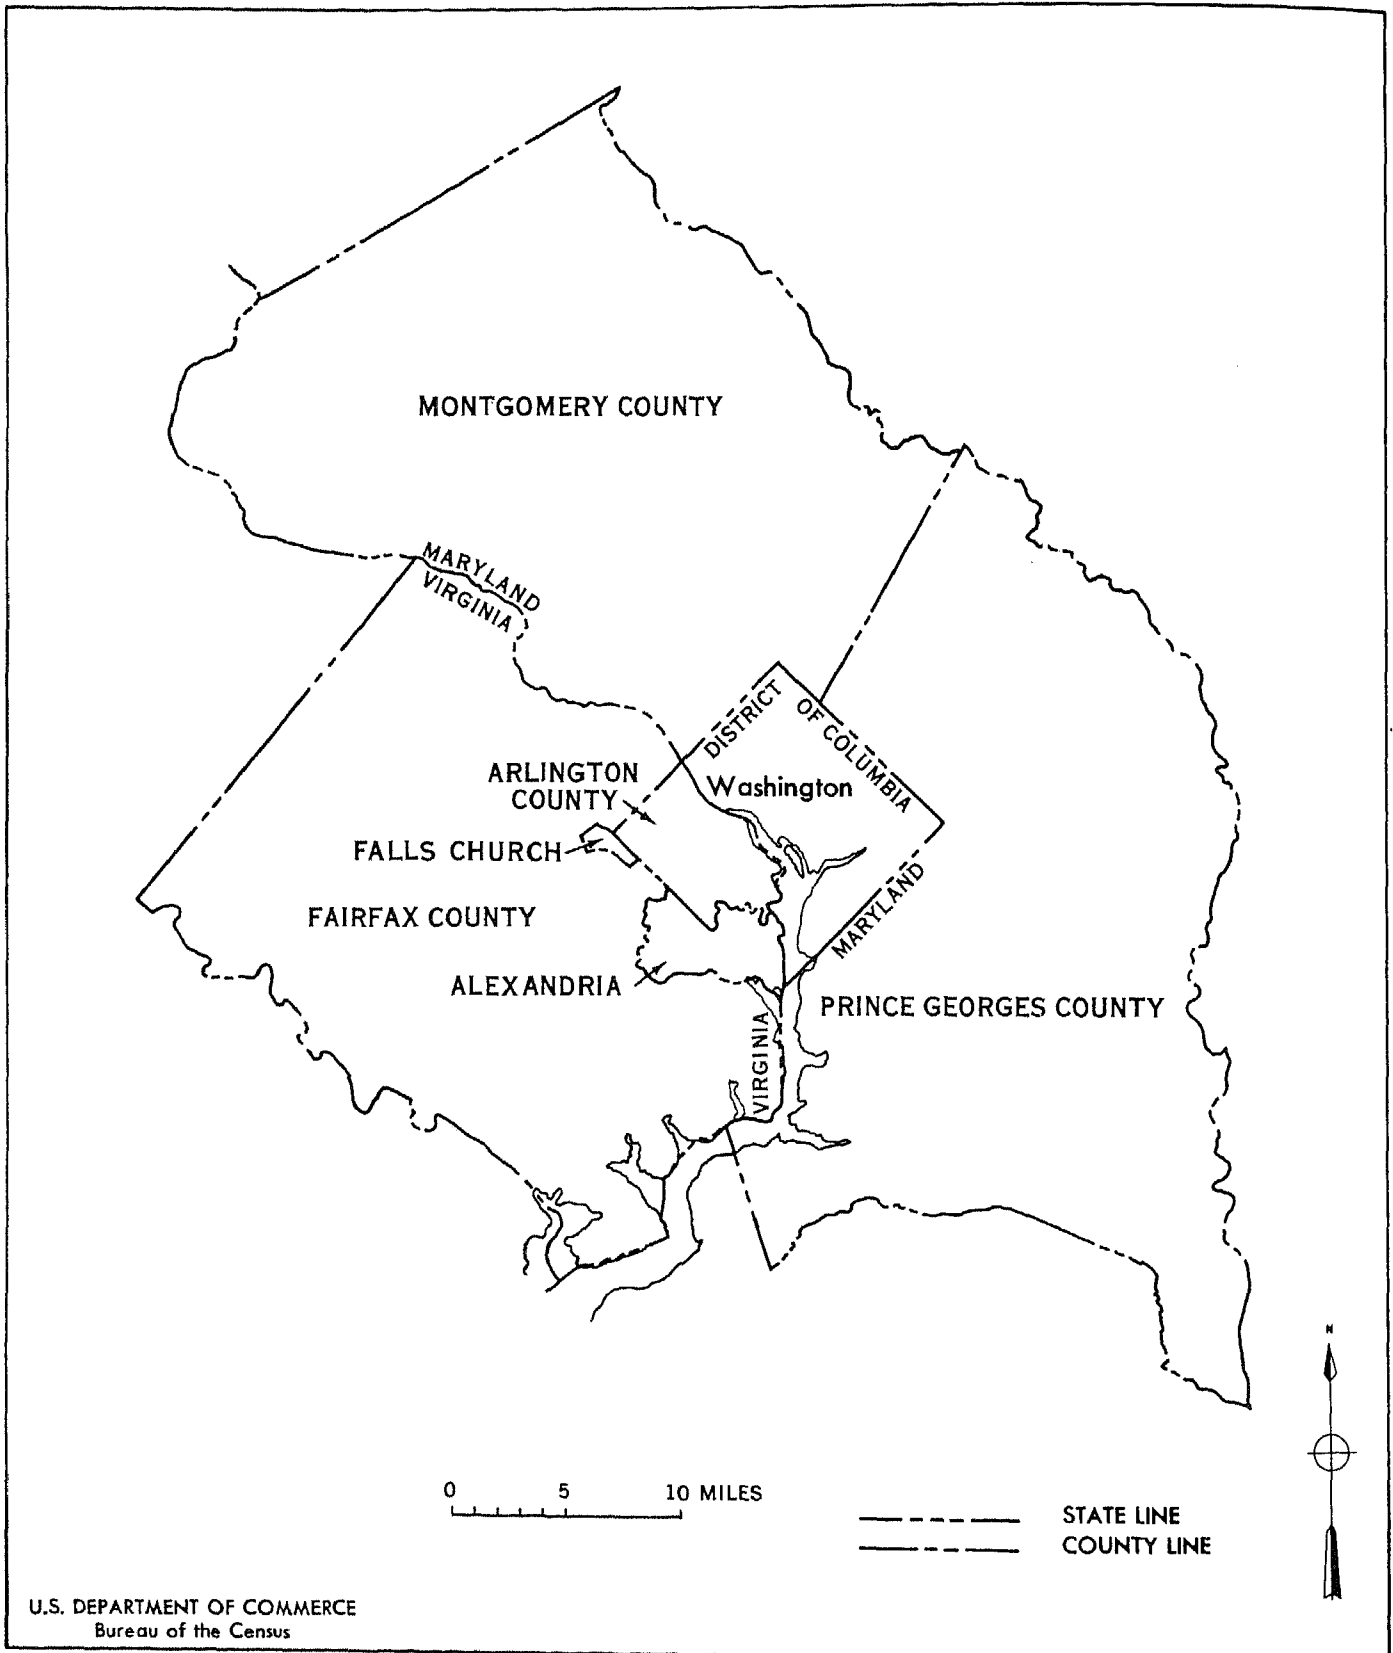 MONTGOMERY COUNTY
MARYLAND
VIRGINIA
DISTRICT
OF COLUMBIA
ARLINGTON
COUNTY
Washington
FALLS CHURCH
MARYLAND
FAIRFAX COUNTY
ALEXANDRIA
PRINCE GEORGES COUNTY
VIRGINIA
N
0 5 10 MILES
STATE LINE
COUNTY LINE
U.S. DEPARTMENT OF COMMERCE
Bureau of the Census